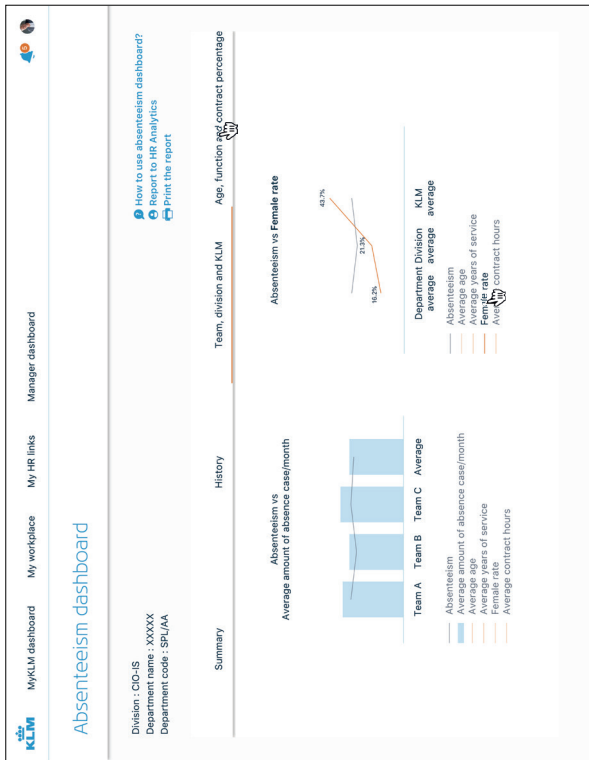 KLM
MyKLM dashboard
My workplace
My HR links
Manager dashboard
5
Absenteeism dashboard
Division : CIO-IS
Department name : XXXXX
Department code : SPL/AA
How to use absenteeism dashboard?
Report to HR Analytics
Print the report
Summary
History
Team, division and KLM
Age, function and contract percentage
Absenteeism vs
Average amount of absence case/month
Team A
Team B
Team C
Average
Absenteeism
Average amount of absence case/month
Average age
Average years of service
Female rate
Average contract hours
Absenteeism vs Female rate
16.2%
21.3%
43.7%
Department average
Division average
KLM average
Absenteeism
Average age
Average years of service
Female rate
Average contract hours